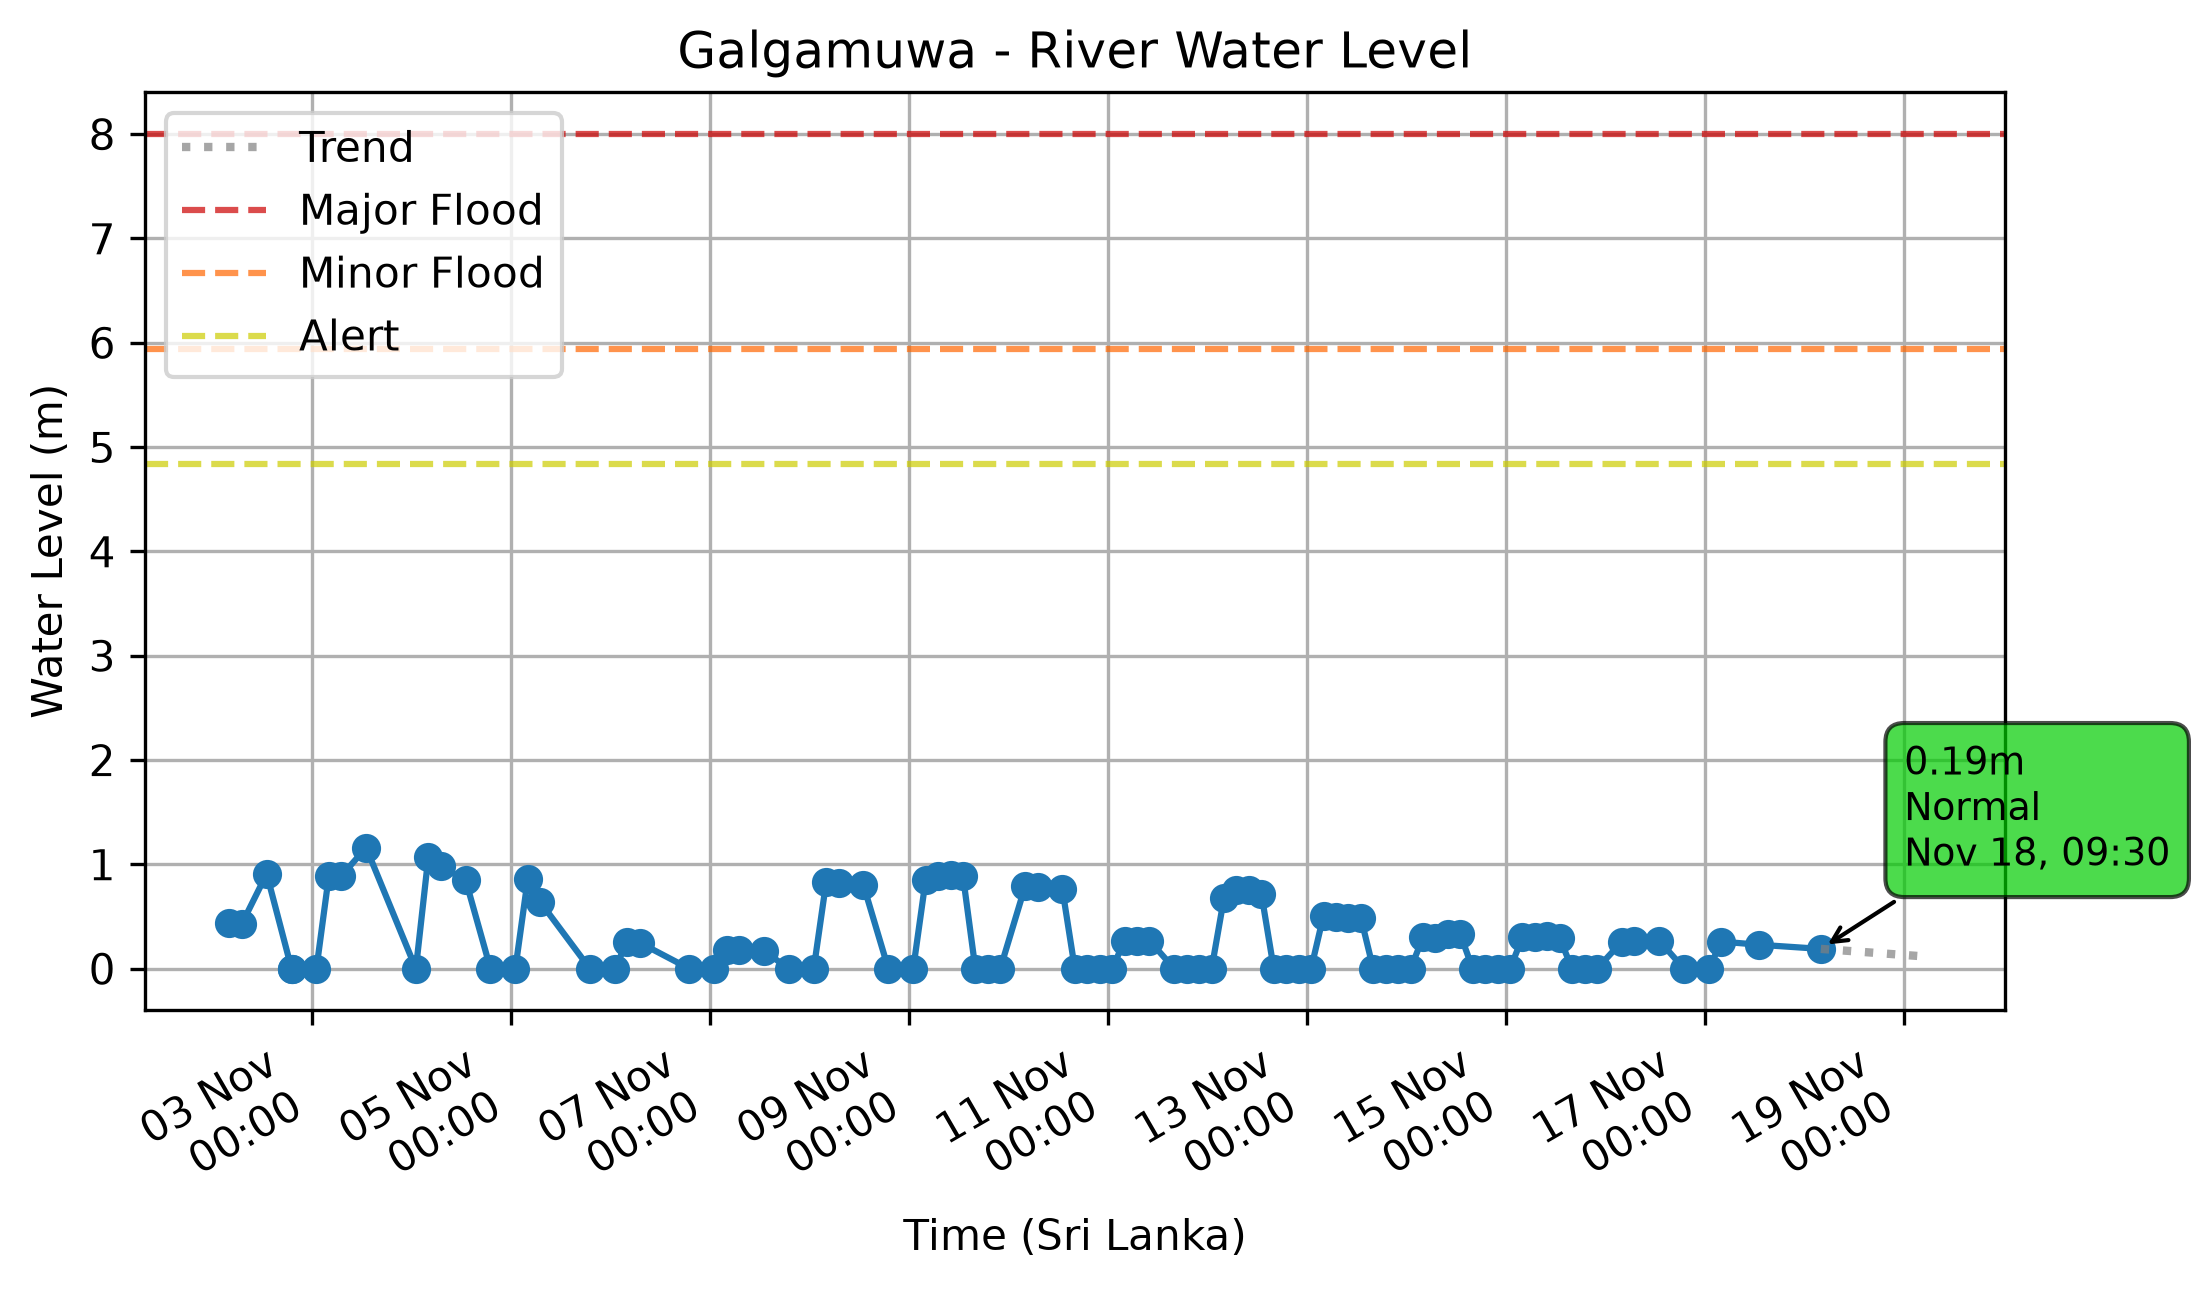 Galgamuwa - River Water Level
Trend
Major Flood
Minor Flood
Alert
Water Level (m)
8
7
6
5
4
3
2
1
0
0.19m
Normal
Nov 18, 09:30
03 Nov
00:00
05 Nov
00:00
07 Nov
00:00
09 Nov
00:00
11 Nov
00:00
13 Nov
00:00
15 Nov
00:00
17 Nov
00:00
19 Nov
00:00
Time (Sri Lanka)